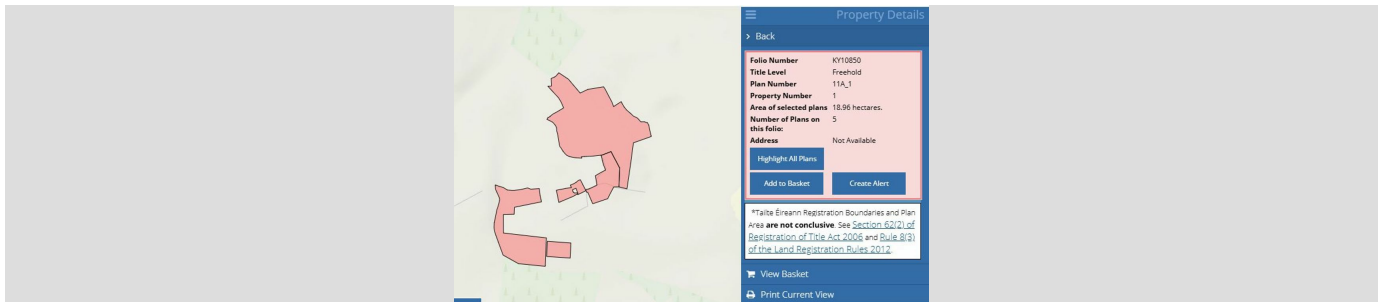 Property Details
Back
Folio Number KY10850
Title Level Freehold
Plan Number 11A_1
Property Number 1
Area of selected plans 18.96 hectares.
Number of Plans on 5
this folio:
Address Not Available
Highlight All Plans
Add to Basket Create Alert
*Tailte Éireann Registration Boundaries and Plan
Area are not conclusive. See Section 62(2) of
Registration of Title Act 2006 and Rule 8(3)
of the Land Registration Rules 2012.
View Basket
Print Current View